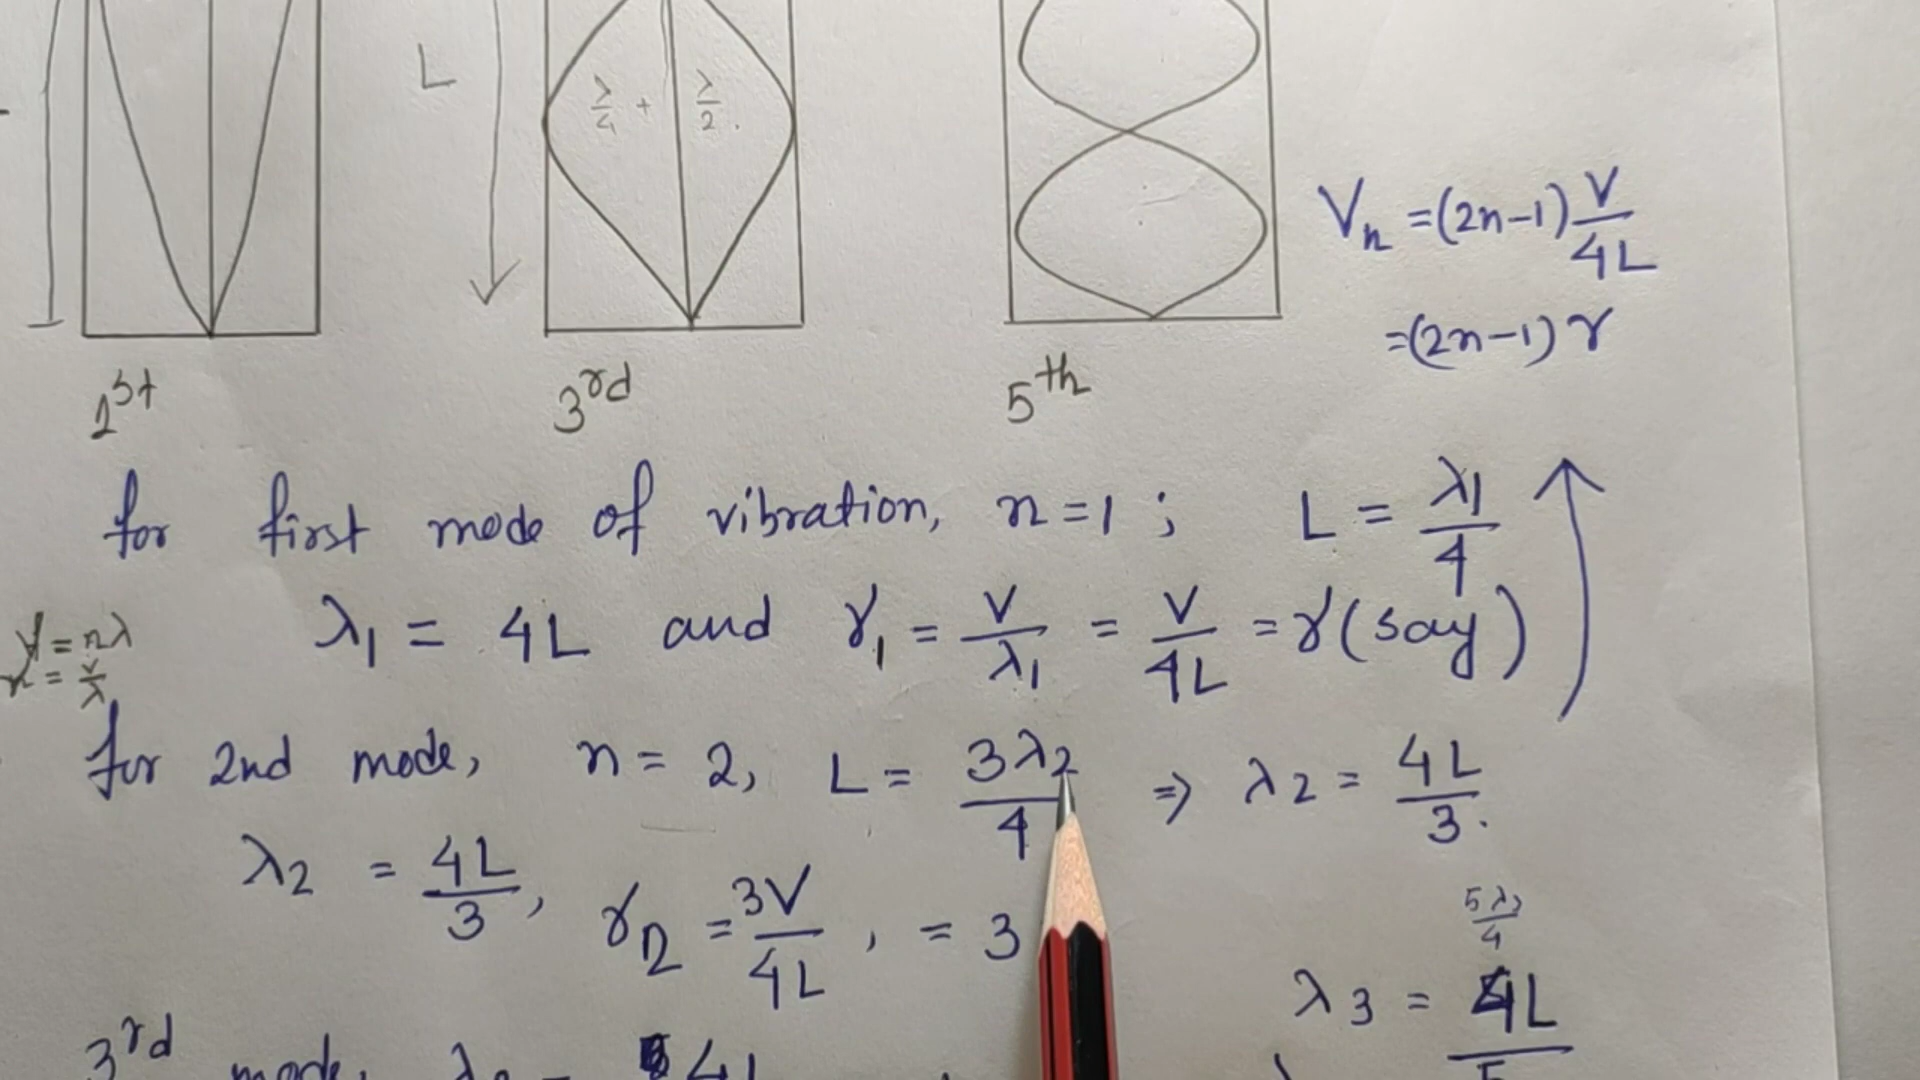 L
λ/4 + λ/2.
Vn = (2n-1) V/4L
= (2n-1) γ
1st
3rd
5th
for first mode of vibration, n=1; L = λ1/4
λ1 = 4L and γ1 = V/λ1 = V/4L = γ (say)
V = nλ
n = V/λ
for 2nd mode, n = 2, L = 3λ2/4 ⇒ λ2 = 4L/3.
λ2 = 4L/3, γ2 = 3V/4L, = 3
5λ3/4
λ3 = 4L/5
3rd mode,